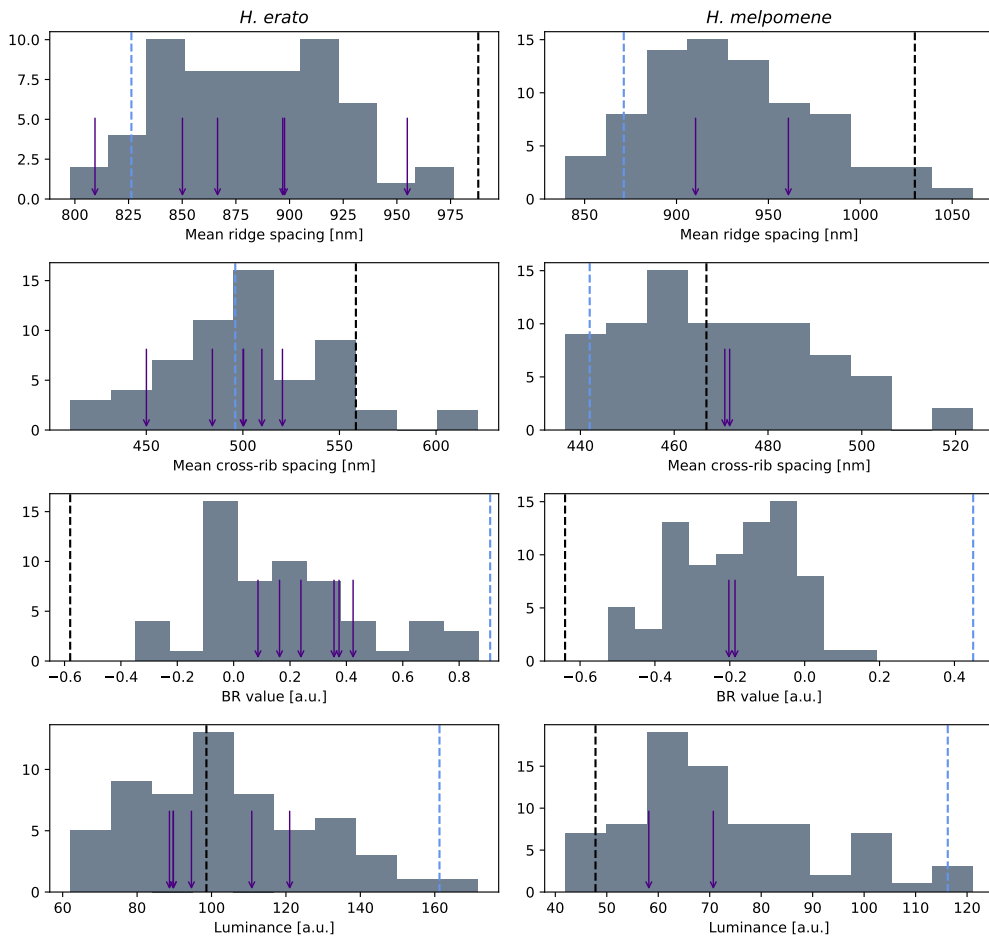 H. erato
H. melpomene
10.0
7.5
5.0
2.5
0.0
800 825 850 875 900 925 950 975
Mean ridge spacing [nm]
15
10
5
0
850 900 950 1000 1050
Mean ridge spacing [nm]
15
10
5
0
450 500 550 600
Mean cross-rib spacing [nm]
15
10
5
0
440 460 480 500 520
Mean cross-rib spacing [nm]
15
10
5
0
−0.6 −0.4 −0.2 0.0 0.2 0.4 0.6 0.8
BR value [a.u.]
15
10
5
0
−0.6 −0.4 −0.2 0.0 0.2 0.4
BR value [a.u.]
10
5
0
60 80 100 120 140 160
Luminance [a.u.]
15
10
5
0
40 50 60 70 80 90 100 110 120
Luminance [a.u.]